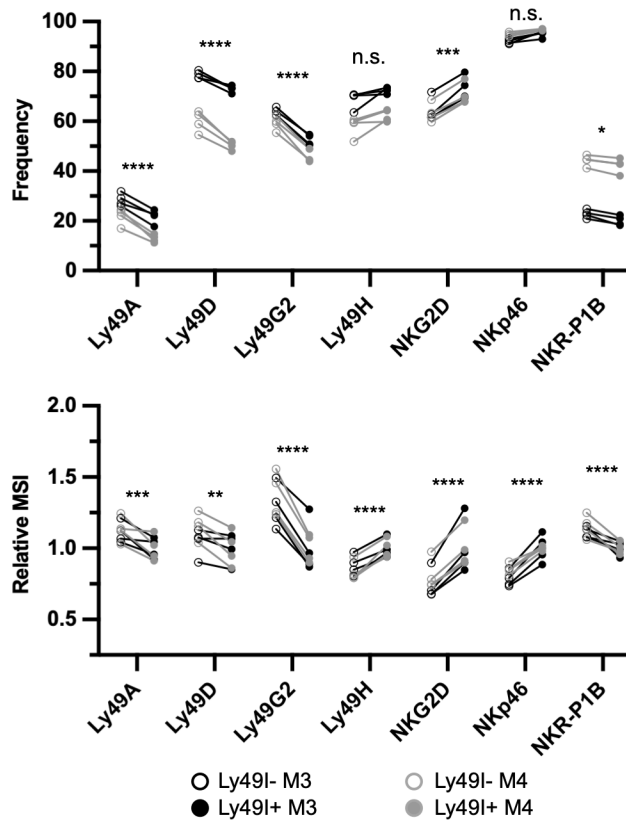 n.s.
100
****
n.s.
***
80
****
60
*
Frequency
40
****
20
0
Ly49A
Ly49D
Ly49G2
Ly49H
NKG2D
NKp46
NKR-P1B
2.0
****
****
1.5
***
**
****
****
****
Relative MSI
1.0
0.5
Ly49A
Ly49D
Ly49G2
Ly49H
NKG2D
NKp46
NKR-P1B
Ly49I- M3
Ly49I- M4
Ly49I+ M3
Ly49I+ M4